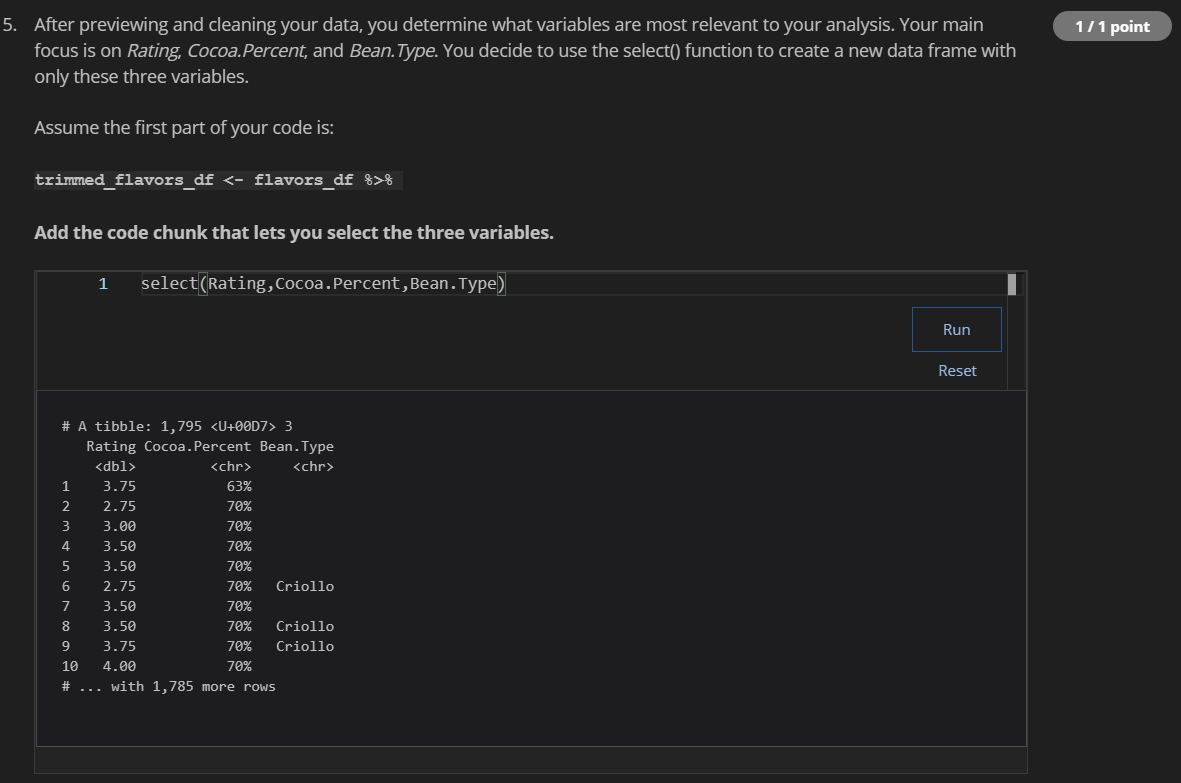 5. After previewing and cleaning your data, you determine what variables are most relevant to your analysis. Your main
focus is on Rating, Cocoa.Percent, and Bean.Type. You decide to use the select() function to create a new data frame with
only these three variables.
1 / 1 point
Assume the first part of your code is:
trimmed_flavors_df <- flavors_df %>%
Add the code chunk that lets you select the three variables.
1 select(Rating,Cocoa.Percent,Bean.Type)
Run
Reset
# A tibble: 1,795 <U+00D7> 3
Rating Cocoa.Percent Bean.Type
<dbl> <chr> <chr>
1 3.75 63%
2 2.75 70%
3 3.00 70%
4 3.50 70%
5 3.50 70%
6 2.75 70% Criollo
7 3.50 70%
8 3.50 70% Criollo
9 3.75 70% Criollo
10 4.00 70%
# ... with 1,785 more rows